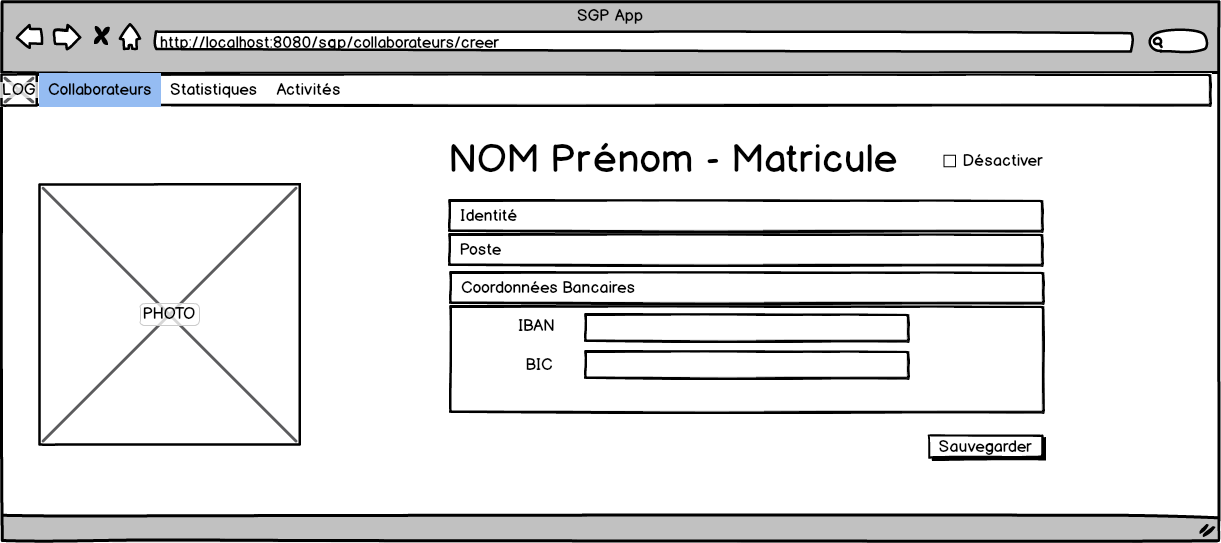 SGP App
http://localhost:8080/sgp/collaborateurs/creer
LOG Collaborateurs Statistiques Activités
NOM Prénom - Matricule Désactiver
Identité
Poste
Coordonnées Bancaires
PHOTO
IBAN
BIC
Sauvegarder